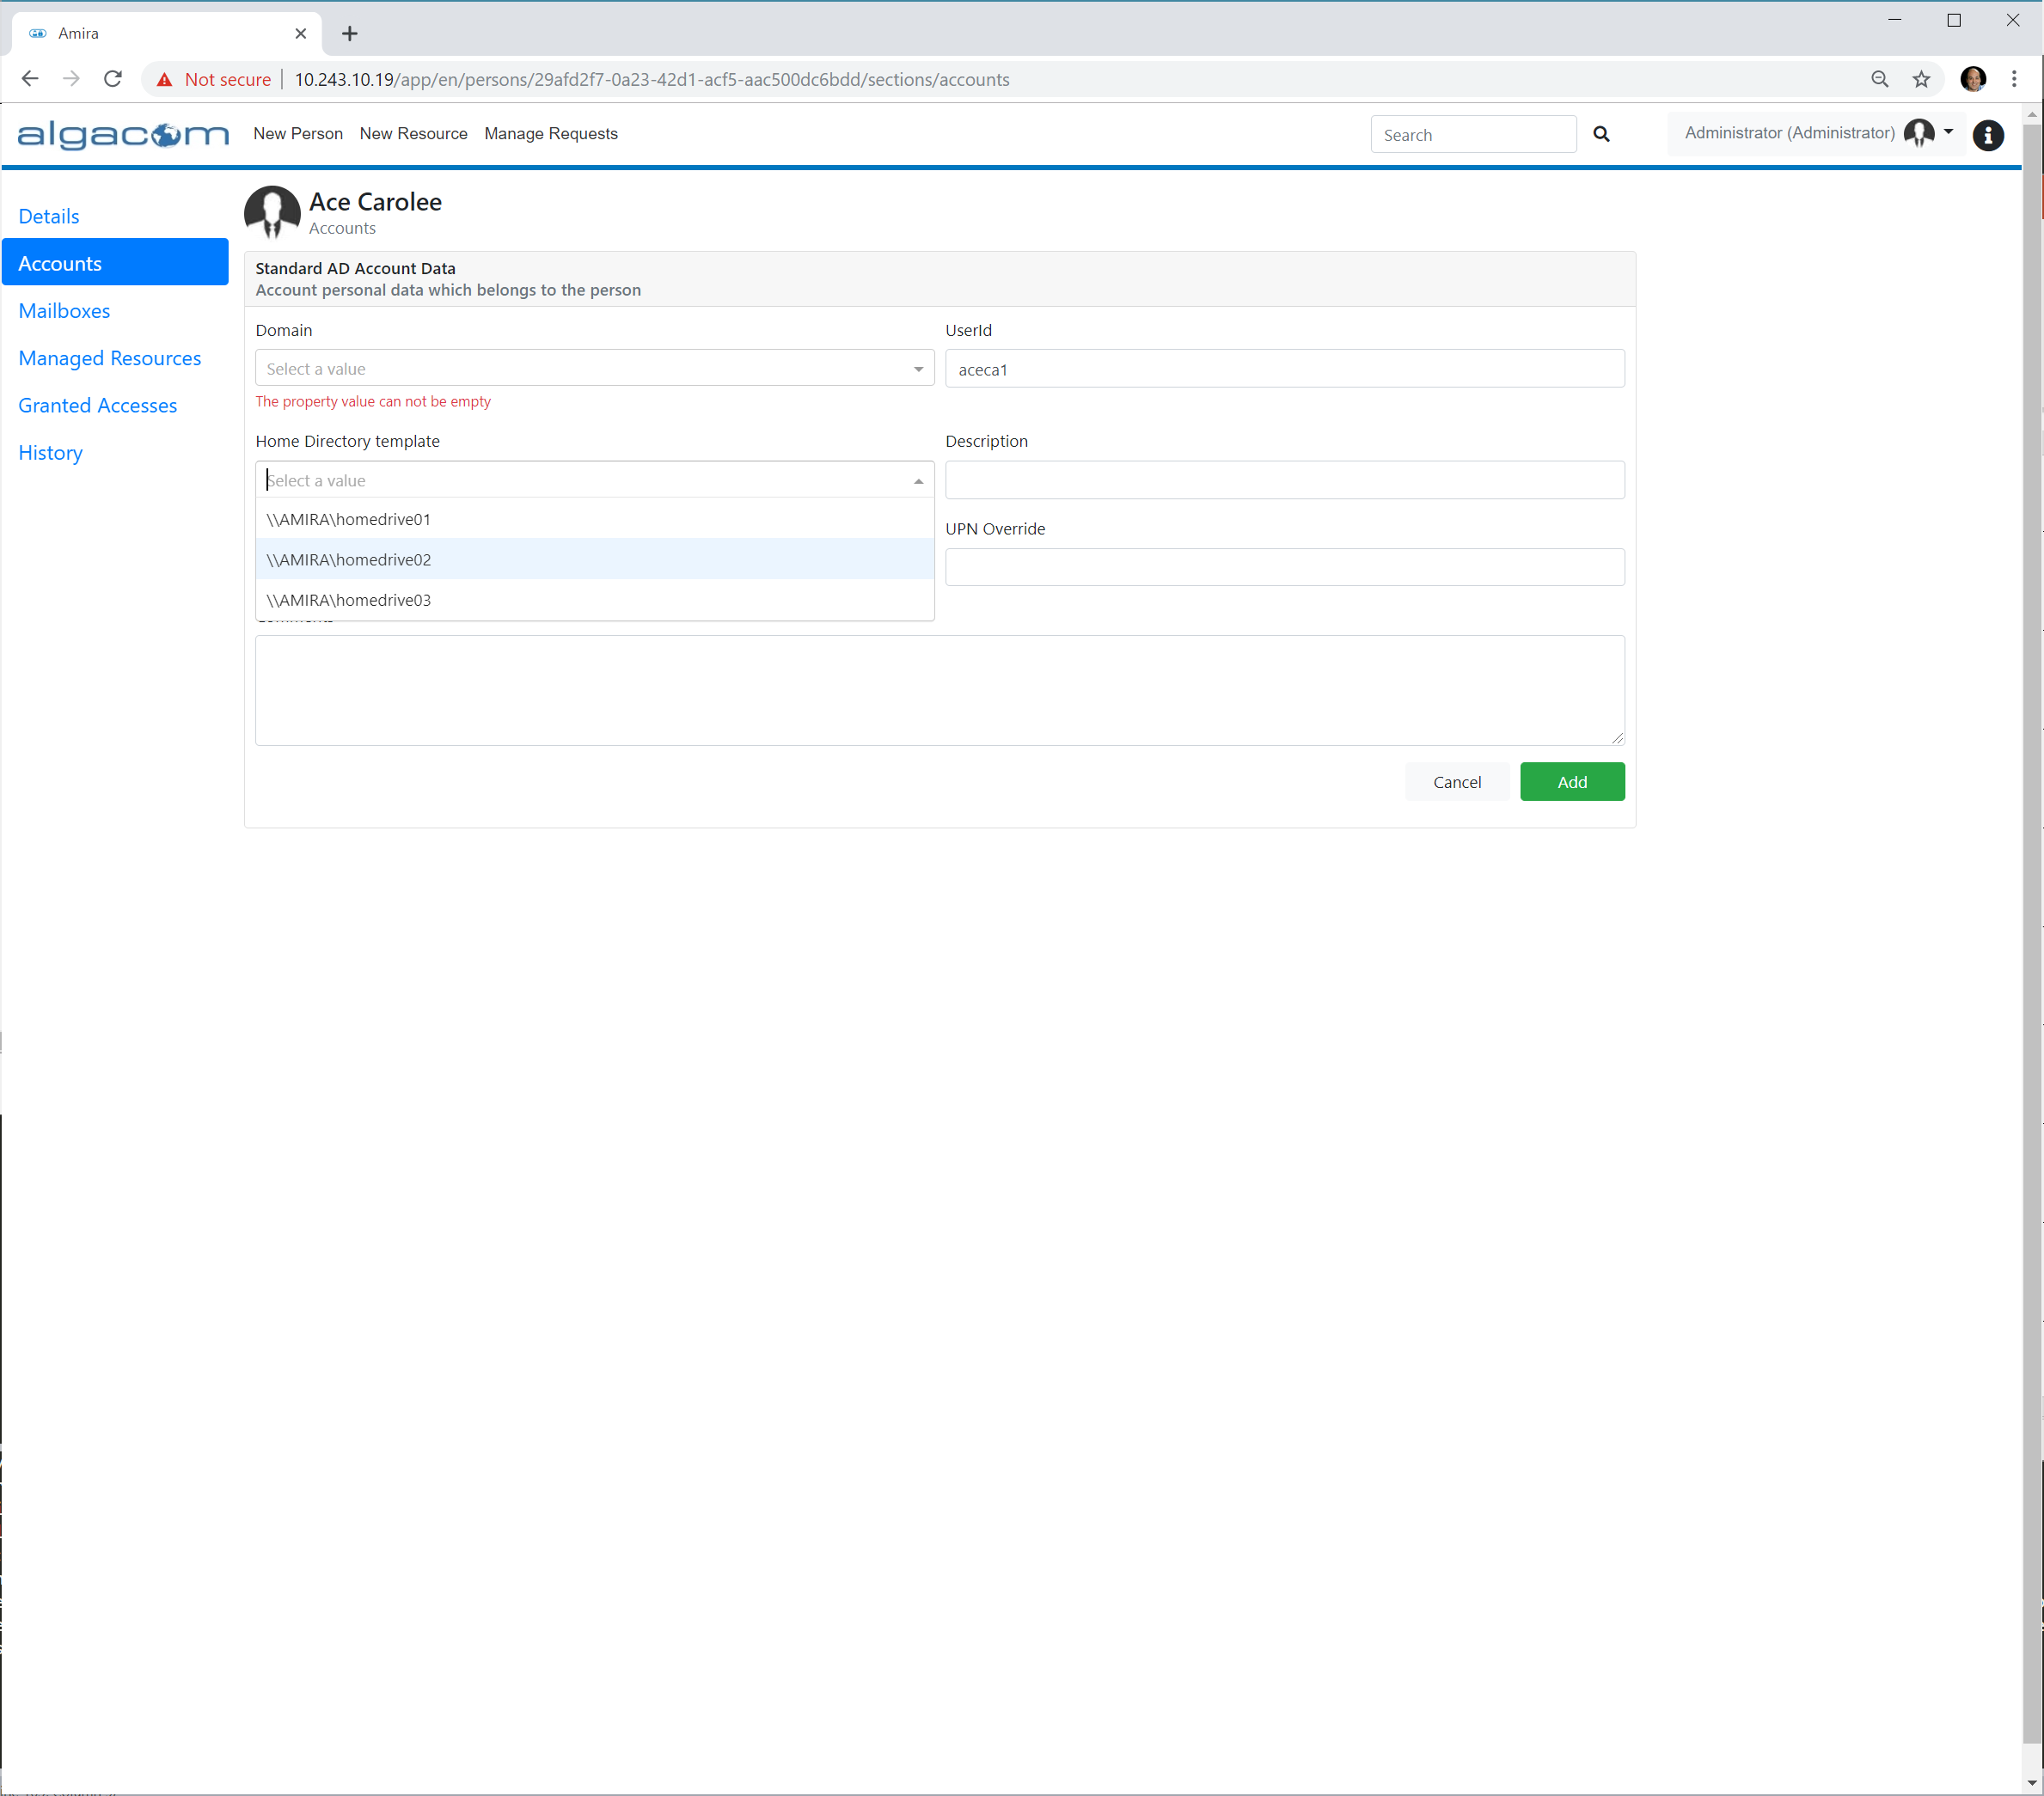 Amira
Not secure
10.243.10.19/app/en/persons/29afd2f7-0a23-42d1-acf5-aac500dc6bdd/sections/accounts
algacom
New Person New Resource Manage Requests
Search
Administrator (Administrator)
Details
Accounts
Mailboxes
Managed Resources
Granted Accesses
History
Ace Carolee
Accounts
Standard AD Account Data
Account personal data which belongs to the person
Domain
Select a value
The property value can not be empty
UserId
aceca1
Home Directory template
Select a value
\\AMIRA\homedrive01
\\AMIRA\homedrive02
\\AMIRA\homedrive03
Description
UPN Override
Cancel
Add